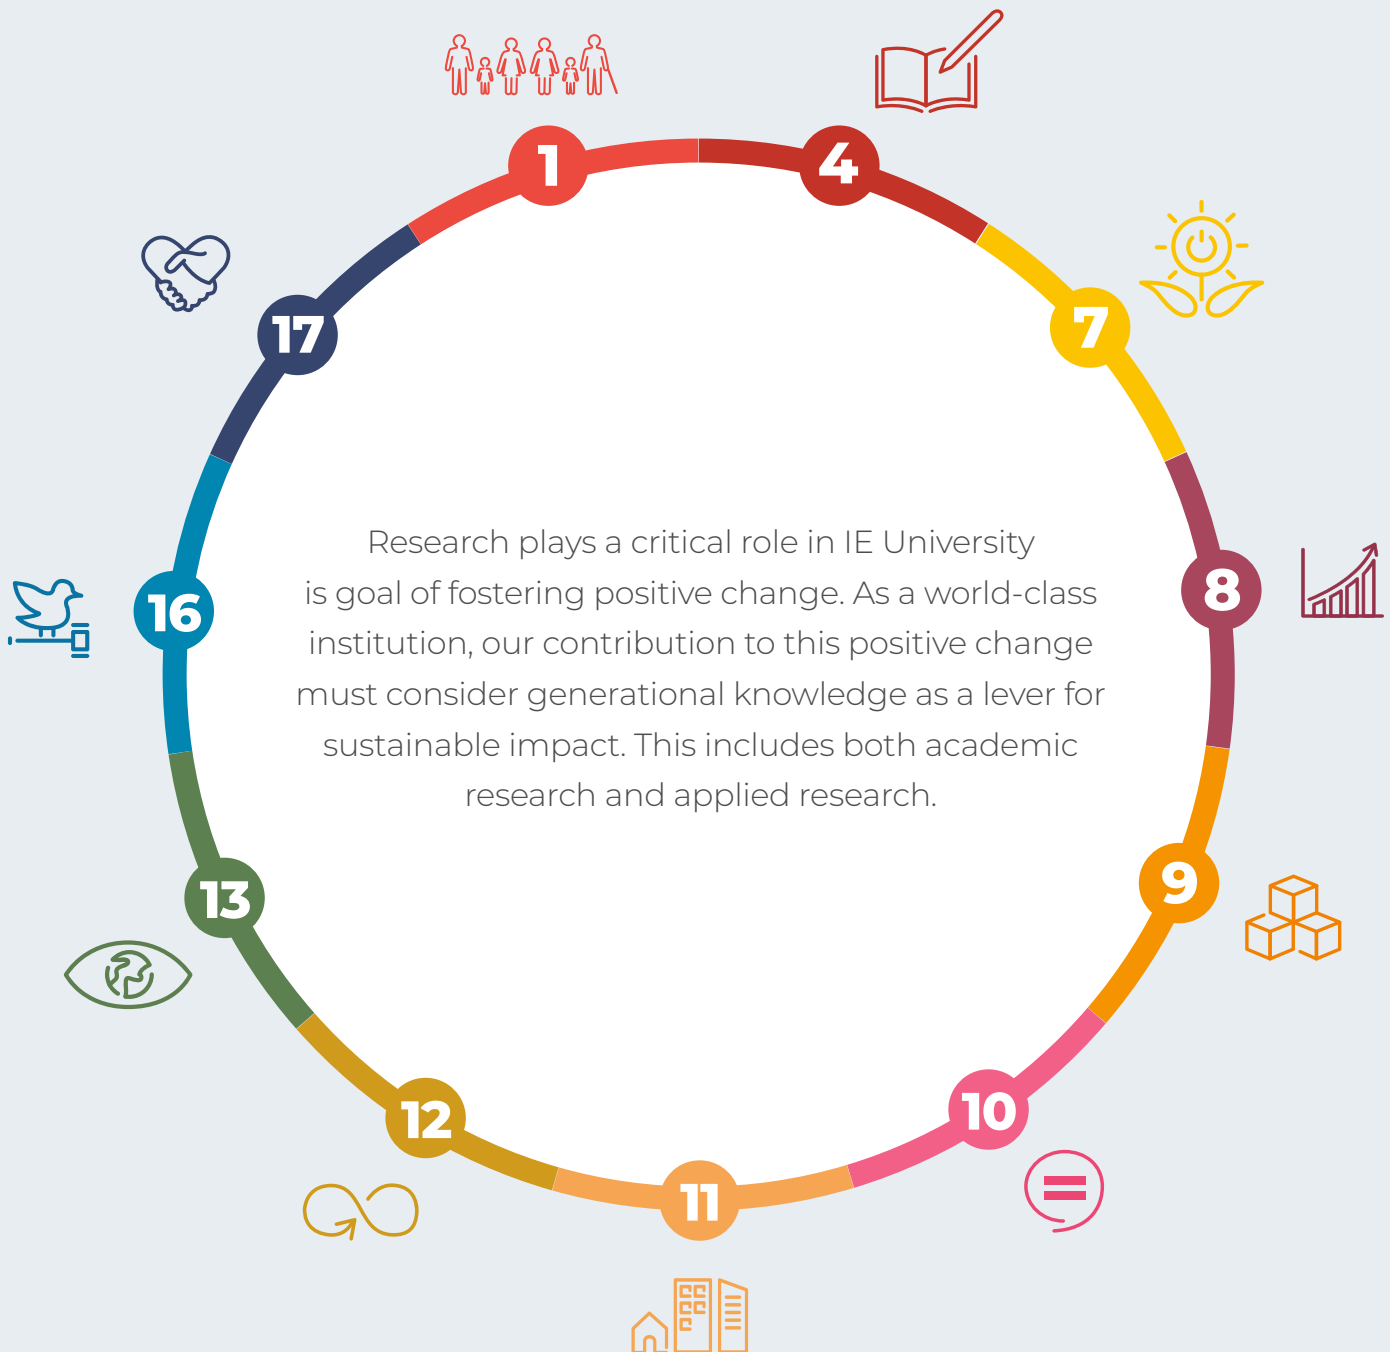 1
4
7
8
9
10
11
12
13
16
17
Research plays a critical role in IE University
is goal of fostering positive change. As a world-class
institution, our contribution to this positive change
must consider generational knowledge as a lever for
sustainable impact. This includes both academic
research and applied research.